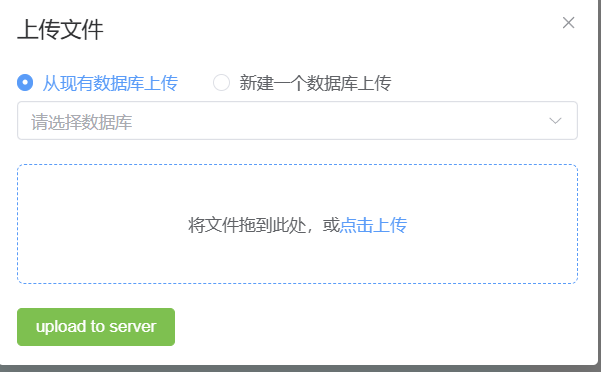 上传文件
从现有数据库上传 新建一个数据库上传
请选择数据库
将文件拖到此处，或点击上传
upload to server